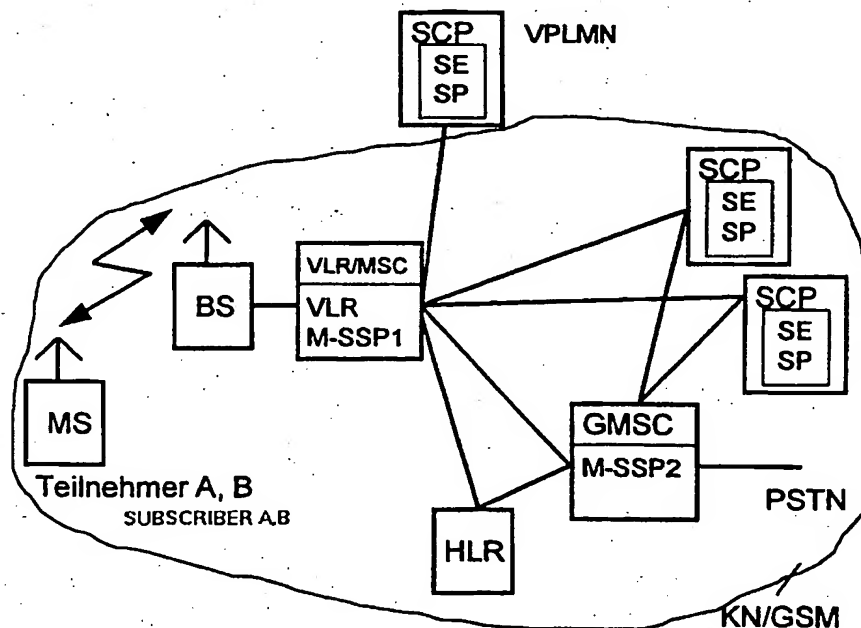 SCP
SE
SP
VPLMN
SCP
SE
SP
VLR/MSC
VLR
M-SSP1
BS
SCP
SE
SP
MS
GMSC
M-SSP2
Teilnehmer A, B
SUBSCRIBER A,B
PSTN
HLR
KN/GSM